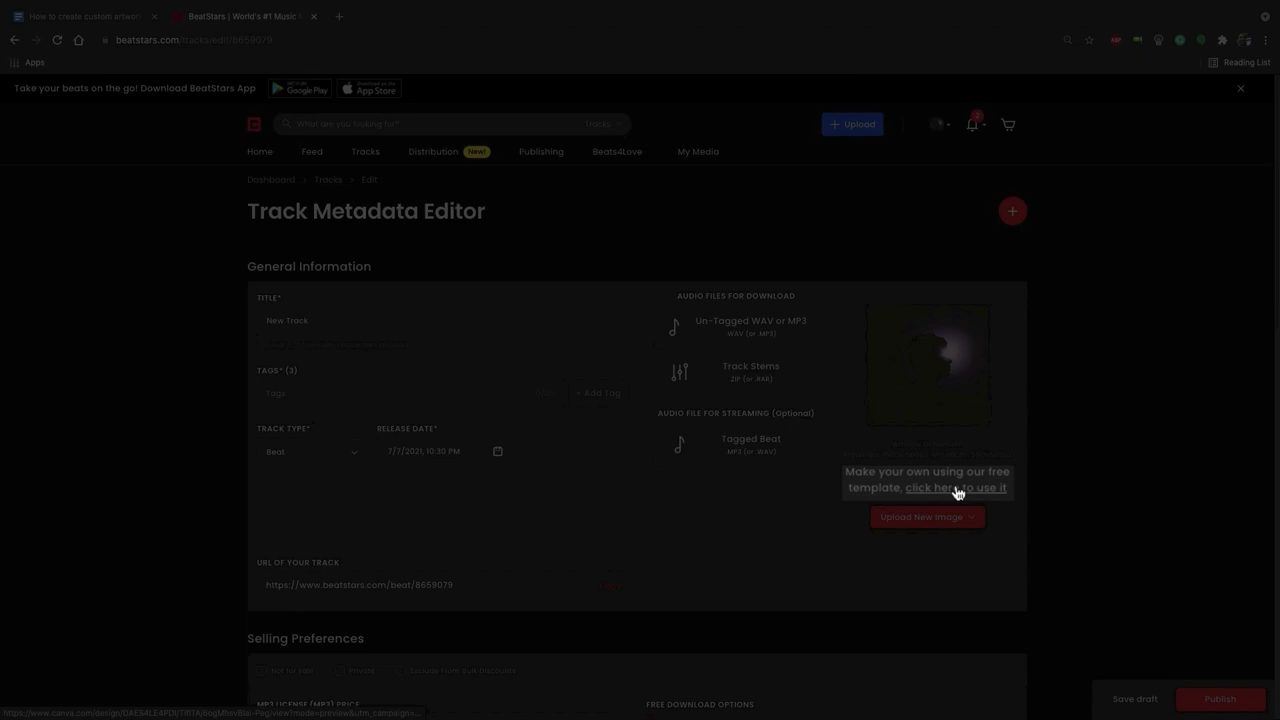 How to create custom artwor
BeatStars | World's #1 Music
beatstars.com/tracks/edit/8659079
ABP
Apps
Reading List
Take your beats on the go! Download BeatStars App
GET IT ON
Google Play
Download on the
App Store
What are you looking for?
Tracks
Upload
2
Home
Feed
Tracks
Distribution
New!
Publishing
Beats4Love
My Media
Dashboard > Tracks > Edit
Track Metadata Editor
General Information
TITLE*
New Track
TAGS* (3)
Tags
+ Add Tag
TRACK TYPE*
Beat
RELEASE DATE*
7/7/2021, 10:30 PM
URL OF YOUR TRACK
https://www.beatstars.com/beat/8659079
AUDIO FILES FOR DOWNLOAD
Un-Tagged WAV or MP3
WAV (or .MP3)
Track Stems
ZIP (or .RAR)
AUDIO FILE FOR STREAMING (Optional)
Tagged Beat
MP3 (or .WAV)
Make your own using our free
template, click here to use it
Upload New Image
Selling Preferences
Not for Sale
Private
Exclude From Bulk Discounts
MP3 LICENSE (MP3) PRICE
FREE DOWNLOAD OPTIONS
Save draft
Publish